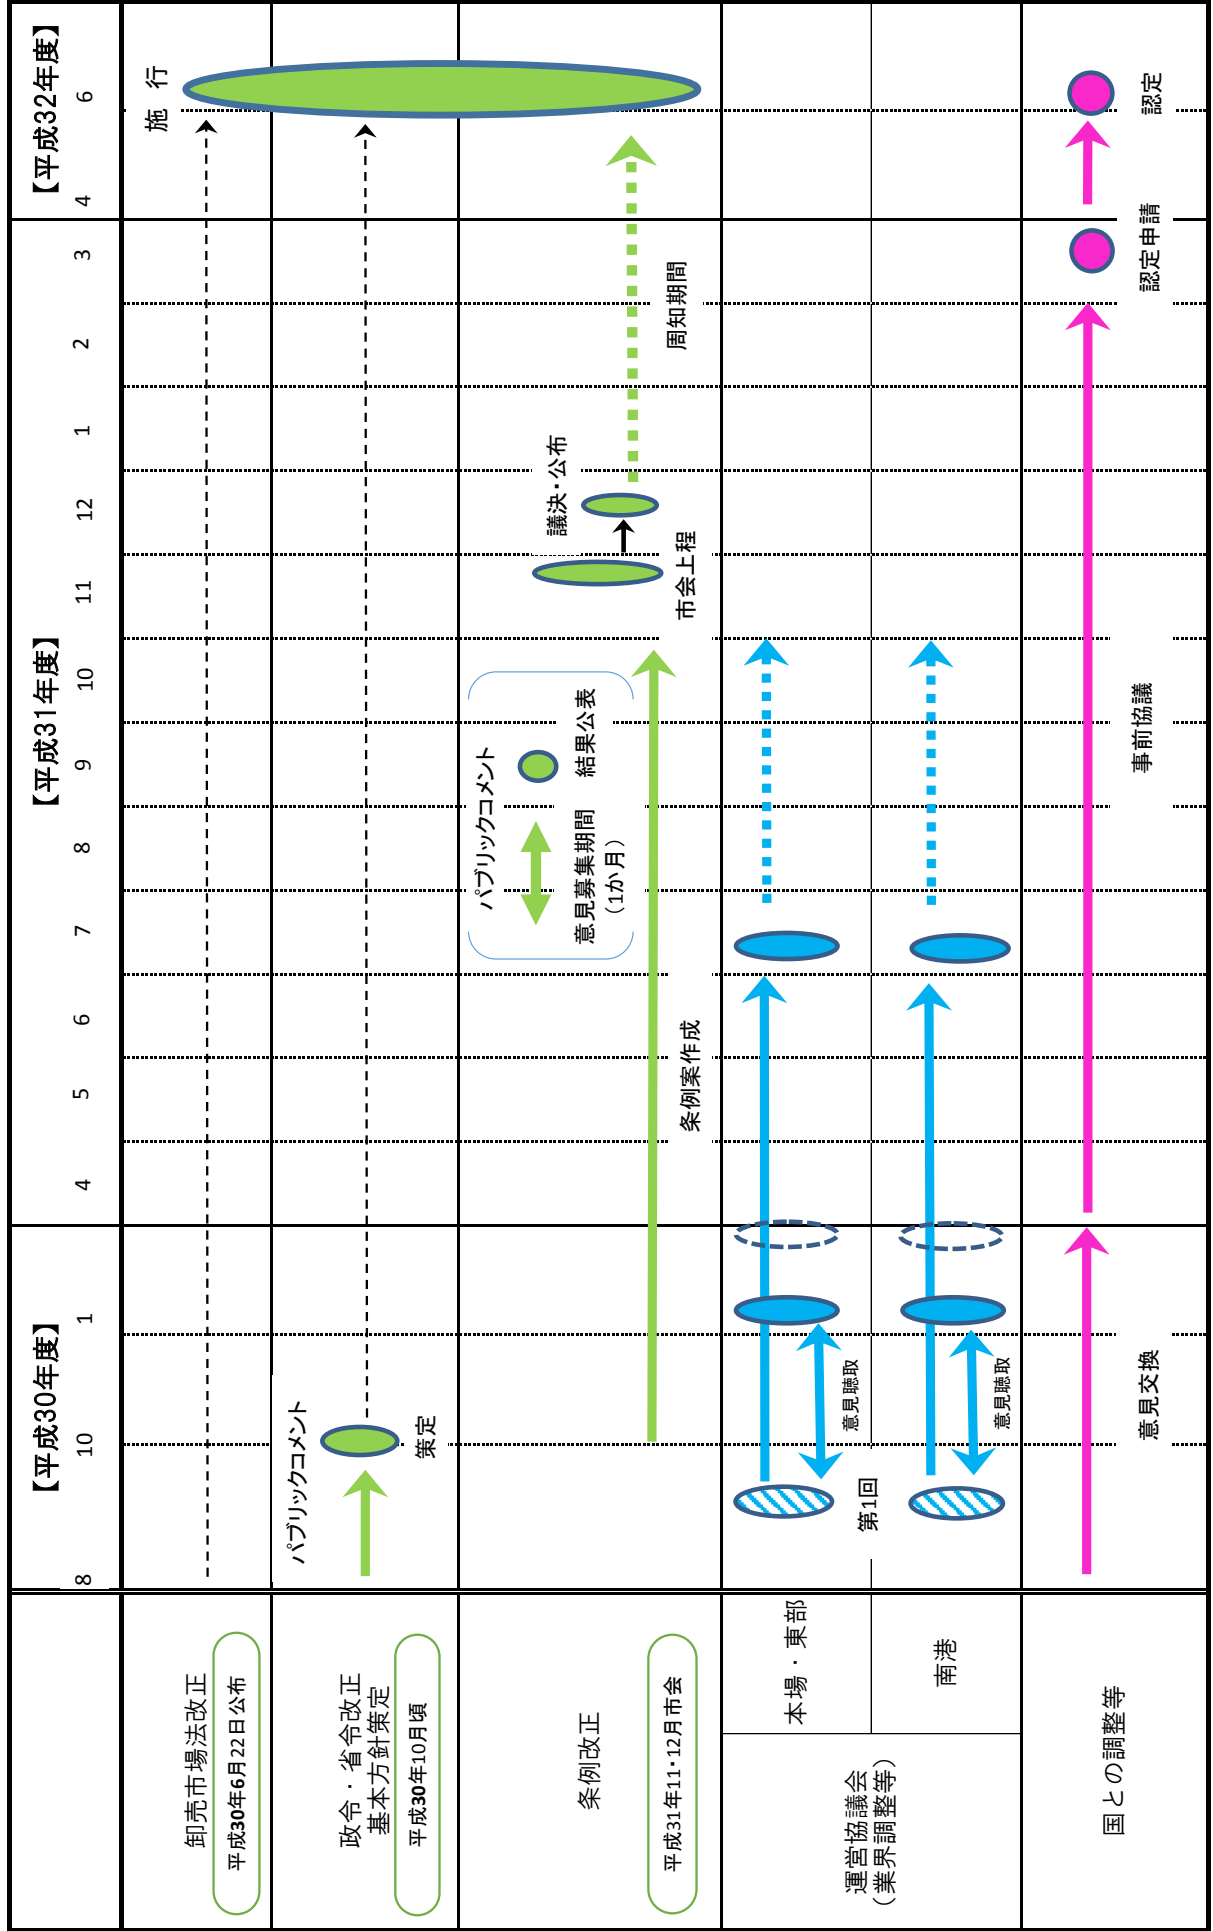 【平成30年度】
【平成31年度】
【平成32年度】
8
10
1
4
5
6
7
8
9
10
11
12
1
2
3
4
6
卸売市場法改正
平成30年6月22日公布
施 行
政令・省令改正
基本方針策定
平成30年10月頃
パブリックコメント
策定
条例改正
平成31年11・12月市会
パブリックコメント
意見募集期間
（1か月）
結果公表
条例案作成
市会上程
議決・公布
周知期間
運営協議会
（業界調整等）
本場・東部
意見聴取
第1回
南港
意見聴取
国との調整等
意見交換
事前協議
認定申請
認定